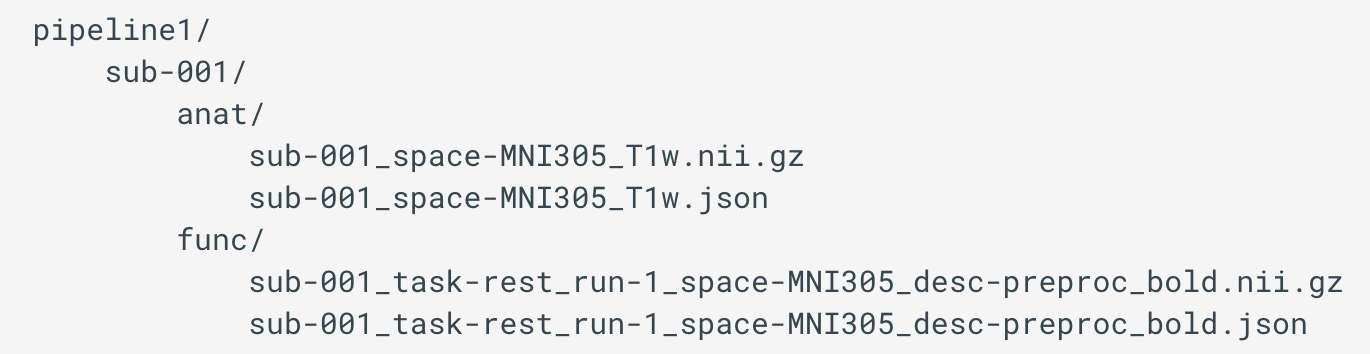 pipeline1/
sub-001/
anat/
sub-001_space-MNI305_T1w.nii.gz
sub-001_space-MNI305_T1w.json
func/
sub-001_task-rest_run-1_space-MNI305_desc-preproc_bold.nii.gz
sub-001_task-rest_run-1_space-MNI305_desc-preproc_bold.json